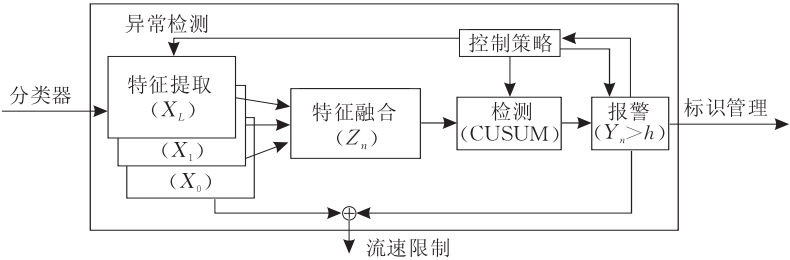 异常检测
控制策略
分类器
特征提取
(X_L)
(X_1)
(X_0)
特征融合
(Z_n)
检测
(CUSUM)
报警
(Y_n>h)
标识管理
流速限制